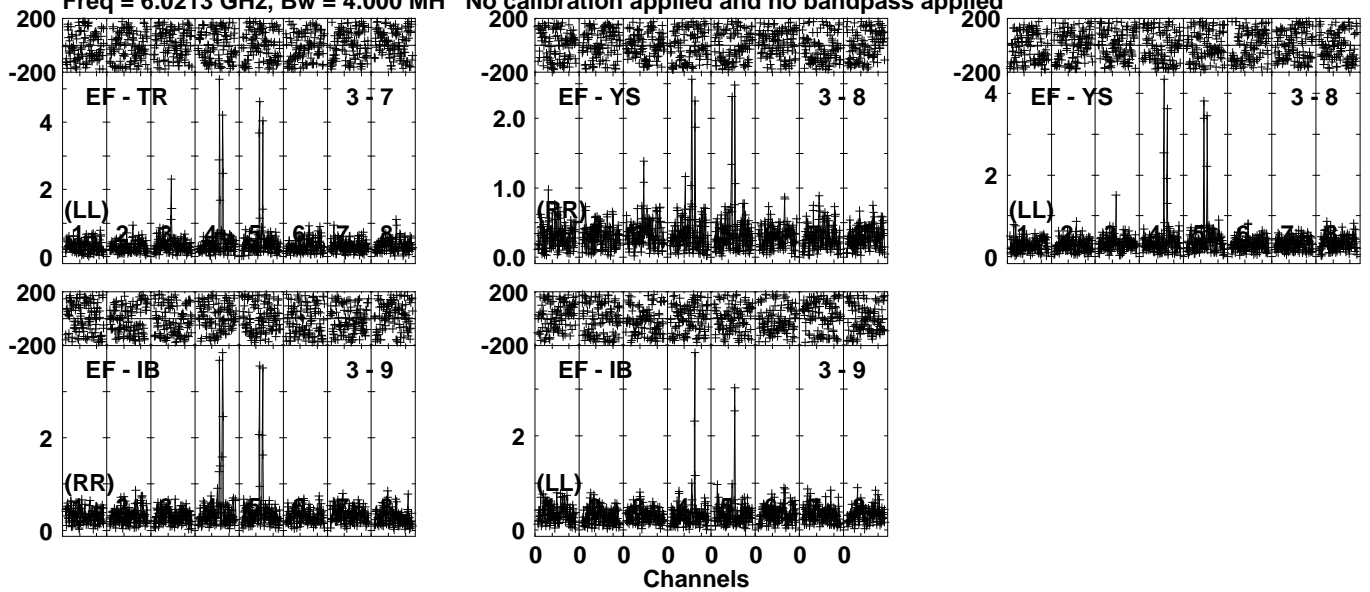 Freq = 6.0213 GHz, Bw = 4.000 MH No calibration applied and no bandpass applied
200
-200
EF - TR 3 - 7
4
2
0
(LL)
1 2 3 4 5 6 7 8
200
-200
EF - YS 3 - 8
2.0
1.0
0.0
(RR)
200
-200
EF - YS 3 - 8
4
2
0
(LL)
1 2 3 4 5 6 7 8
200
-200
EF - IB 3 - 9
2
0
(RR)
200
-200
EF - IB 3 - 9
2
0
(LL)
0 0 0 0 0 0 0 0
Channels